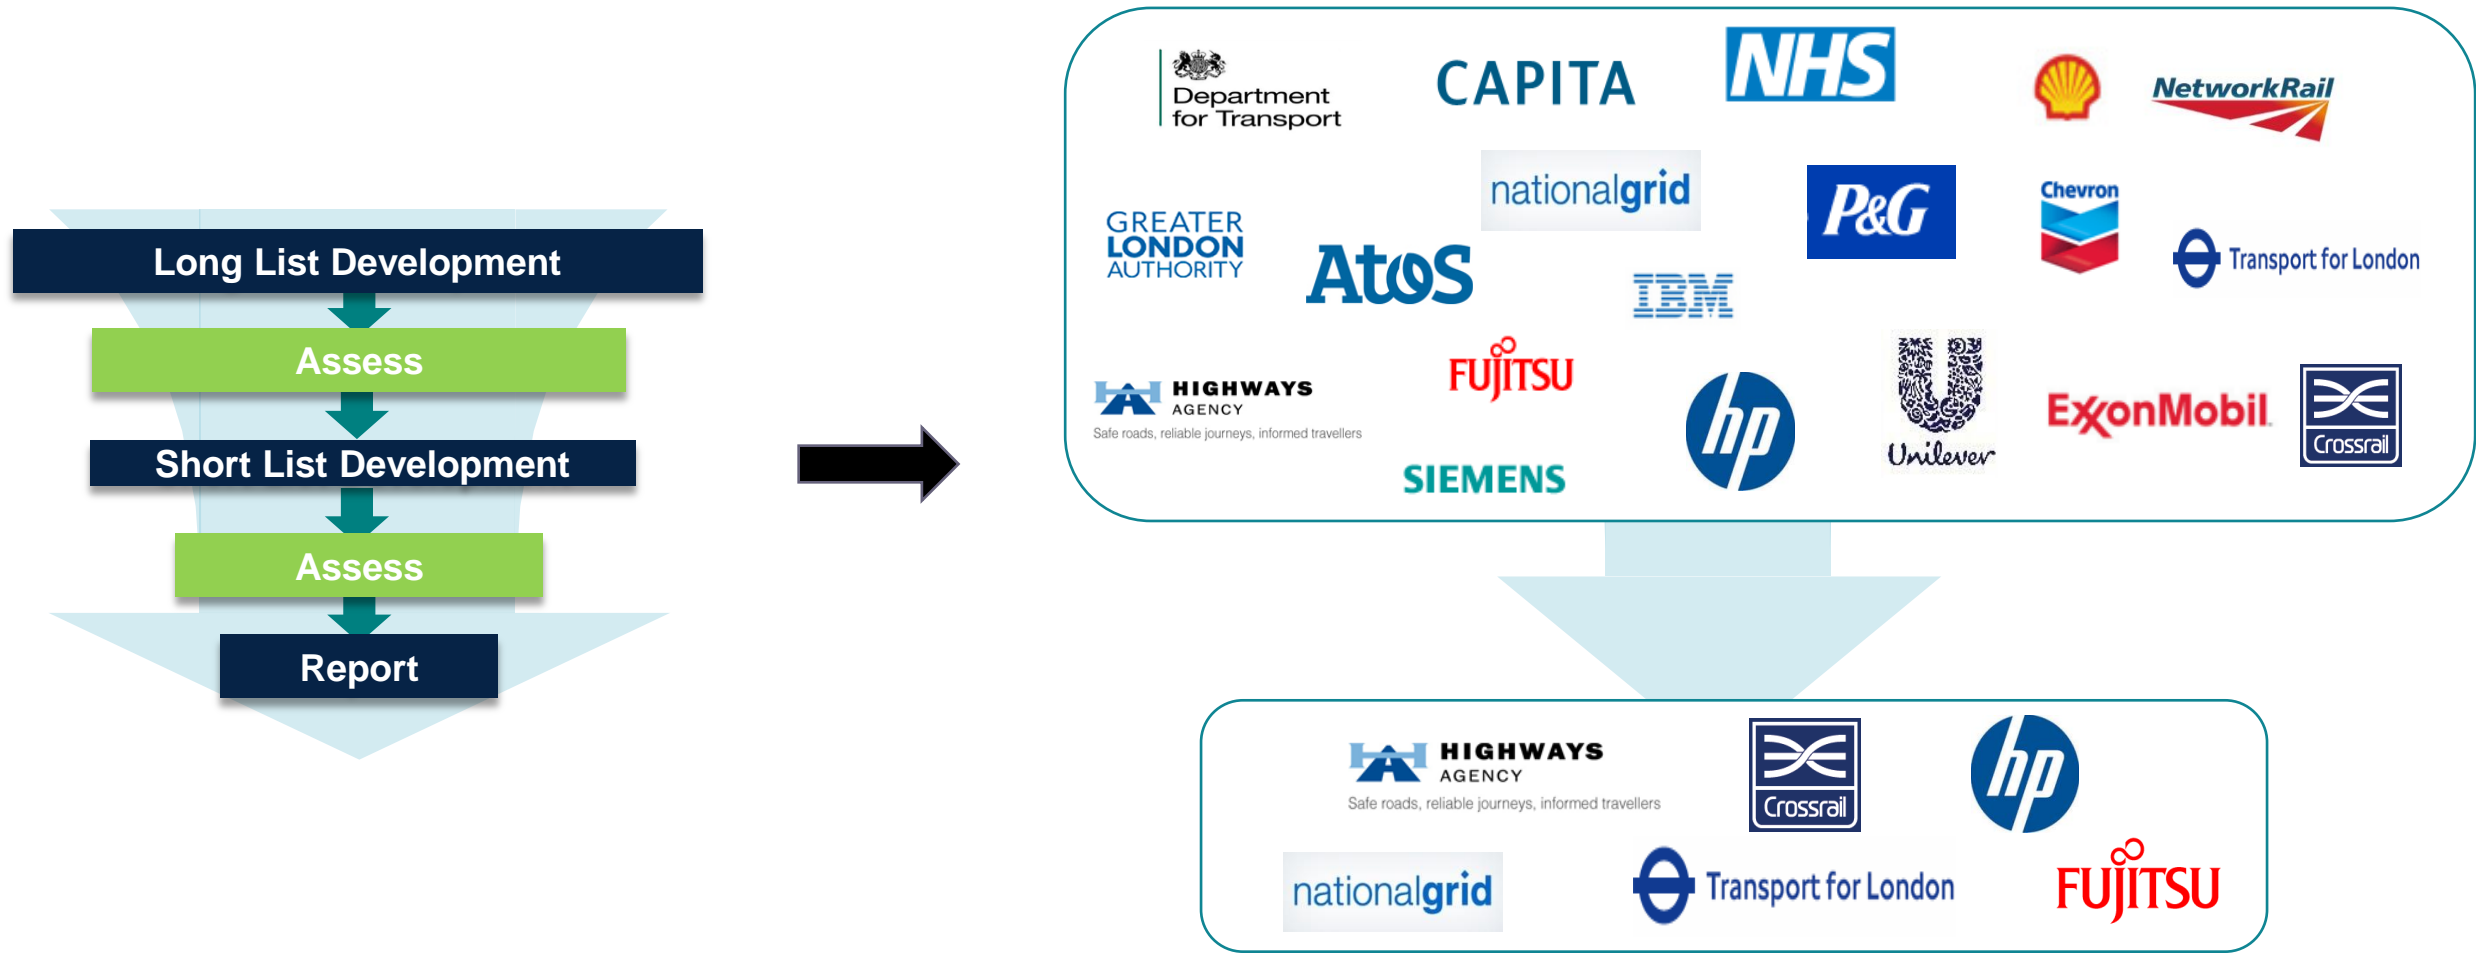 Long List Development
Assess
Short List Development
Assess
Report
Department
for Transport
CAPITA
NHS
NetworkRail
nationalgrid
P&G
Chevron
GREATER
LONDON
AUTHORITY
Atos
IBM
Transport for London
FUJITSU
HIGHWAYS
AGENCY
Safe roads, reliable journeys, informed travellers
hp
Unilever
ExxonMobil
Crossrail
SIEMENS
HIGHWAYS
AGENCY
Safe roads, reliable journeys, informed travellers
Crossrail
hp
nationalgrid
Transport for London
FUJITSU